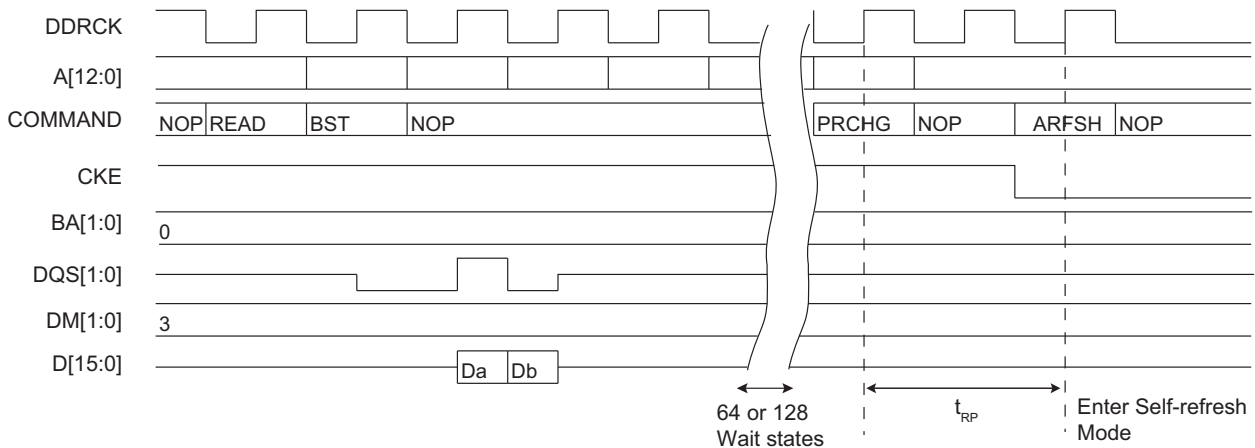 DDRCK
A[12:0]
COMMAND
NOP READ BST NOP PRCHG NOP ARFSH NOP
CKE
BA[1:0]
0
DQS[1:0]
DM[1:0]
3
D[15:0]
Da Db
64 or 128
Wait states
tRP
Enter Self-refresh
Mode